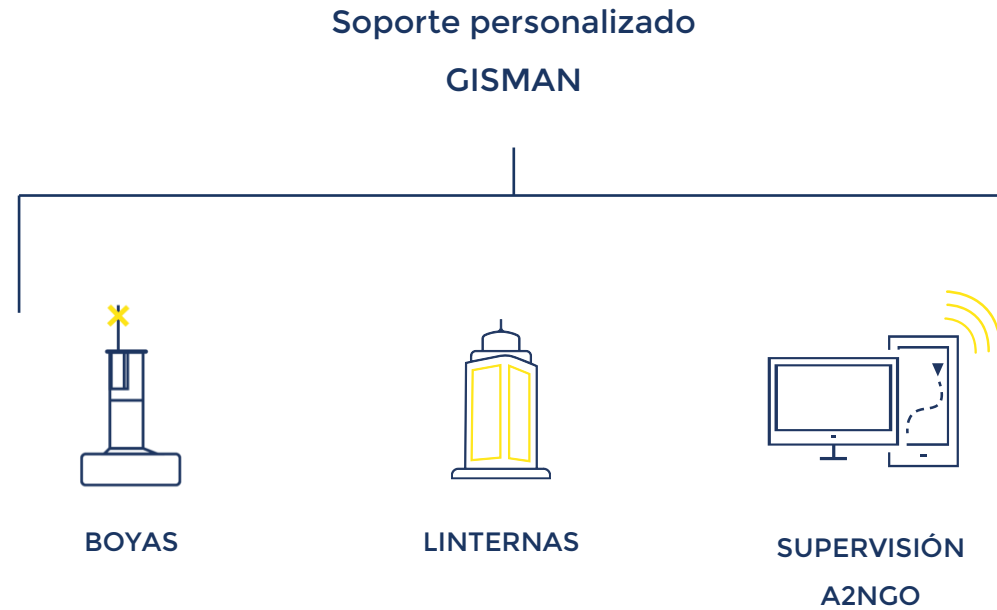 Soporte personalizado
GISMAN
BOYAS
LINTERNAS
SUPERVISIÓN
A2NGO